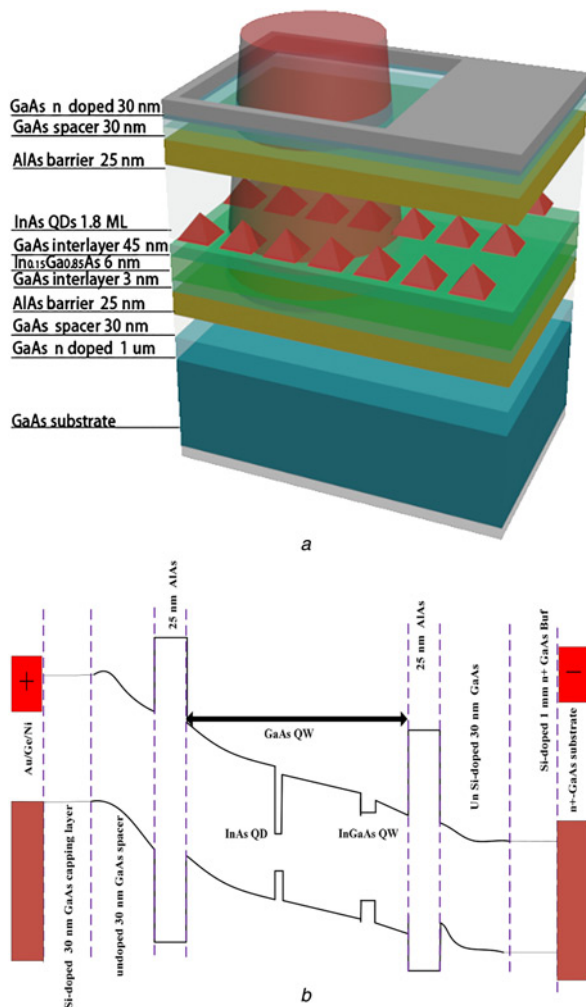 GaAs n doped 30 nm
GaAs spacer 30 nm
AlAs barrier 25 nm
InAs QDs 1.8 ML
GaAs interlayer 45 nm
In0.15Ga0.85As 6 nm
GaAs interlayer 3 nm
AlAs barrier 25 nm
GaAs spacer 30 nm
GaAs n doped 1 um
GaAs substrate
a
+
Au/Ge/Ni
Si-doped 30 nm GaAs capping layer
undoped 30 nm GaAs spacer
25 nm AlAs
GaAs QW
InAs QD
InGaAs QW
25 nm AlAs
Un Si-doped 30 nm GaAs
Si-doped 1 mm n+ GaAs Buf
–
n+-GaAs substrate
b